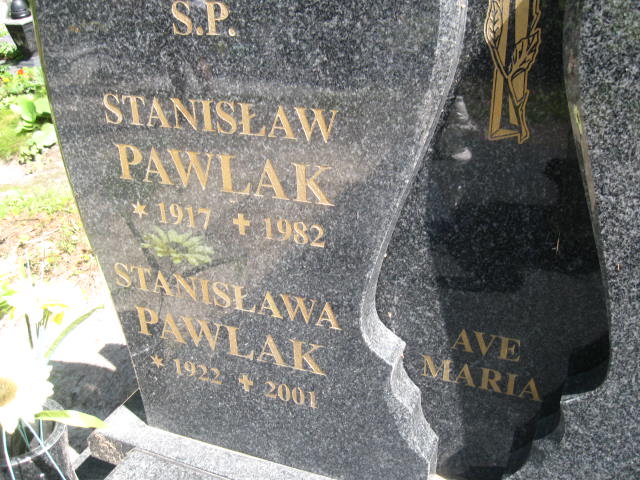 S.P.
STANISŁAW
PAWLAK
* 1917 + 1982
STANISŁAWA
PAWLAK
* 1922 + 2001
AVE
MARIA